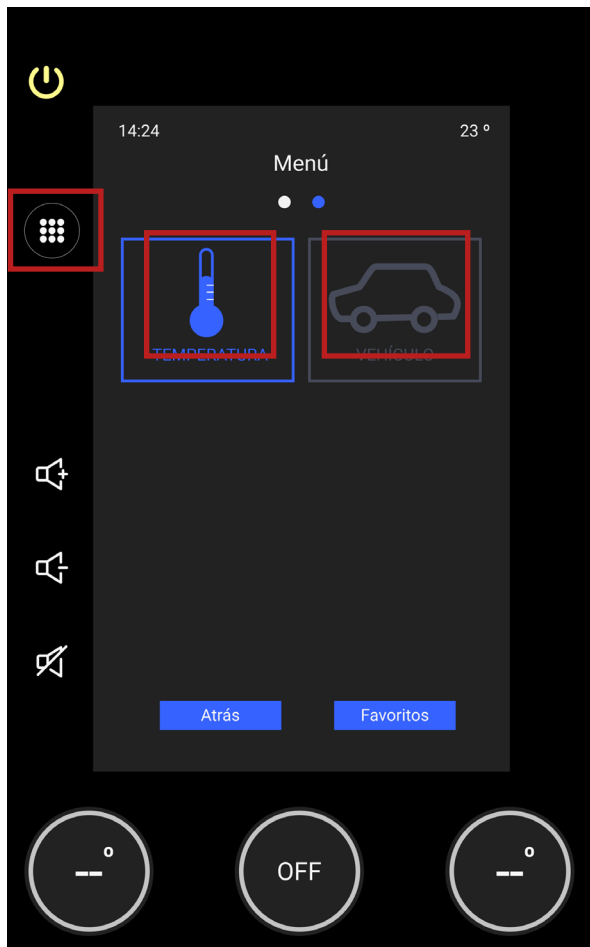 14:24 23 º
Menú
TEMPERATURA VEHÍCULO
Atrás Favoritos
--º OFF --º